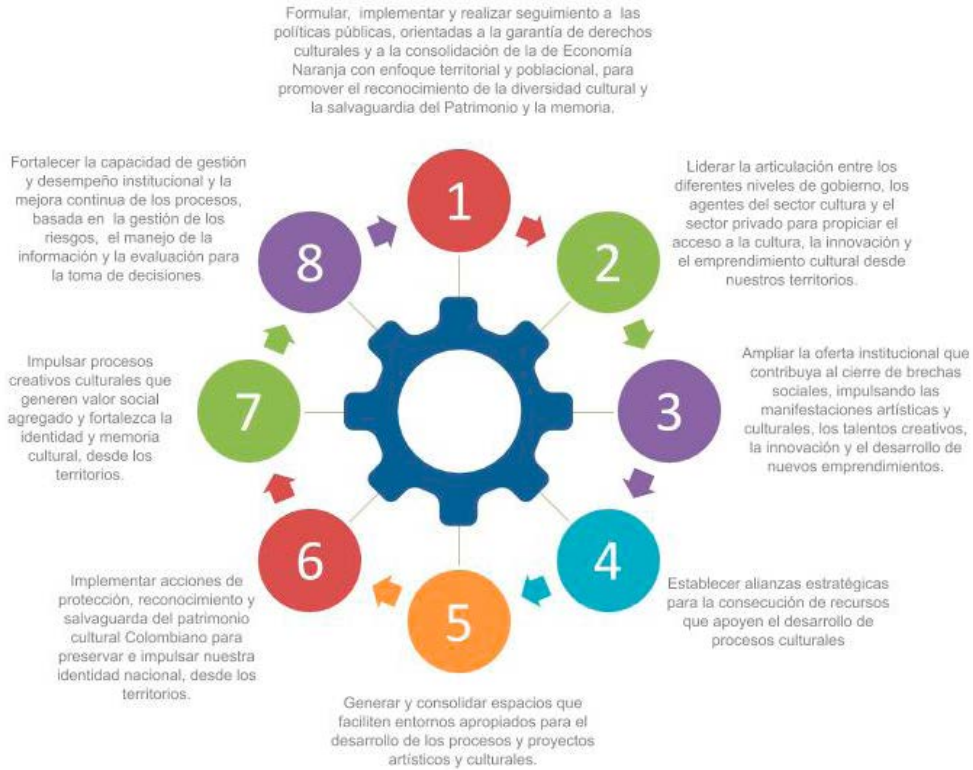 Formular, implementar y realizar seguimiento a las
políticas públicas, orientadas a la garantía de derechos
culturales y a la consolidación de la de Economía
Naranja con enfoque territorial y poblacional, para
promover el reconocimiento de la diversidad cultural y
la salvaguardia del Patrimonio y la memoria.
1
Liderar la articulación entre los
diferentes niveles de gobierno, los
agentes del sector cultura y el
sector privado para propiciar el
acceso a la cultura, la innovación y
el emprendimiento cultural desde
nuestros territorios.
2
Ampliar la oferta institucional que
contribuya al cierre de brechas
sociales, impulsando las
manifestaciones artísticas y
culturales, los talentos creativos,
la innovación y el desarrollo de
nuevos emprendimientos.
3
Establecer alianzas estratégicas
para la consecución de recursos
que apoyen el desarrollo de
procesos culturales
4
Generar y consolidar espacios que
faciliten entornos apropiados para el
desarrollo de los procesos y proyectos
artísticos y culturales.
5
Implementar acciones de
protección, reconocimiento y
salvaguarda del patrimonio
cultural Colombiano para
preservar e impulsar nuestra
identidad nacional, desde los
territorios.
6
Impulsar procesos
creativos culturales que
generen valor social
agregado y fortalezca la
identidad y memoria
cultural, desde los
territorios.
7
Fortalecer la capacidad de gestión
y desempeño institucional y la
mejora continua de los procesos,
basada en la gestión de los
riesgos, el manejo de la
información y la evaluación para
la toma de decisiones.
8